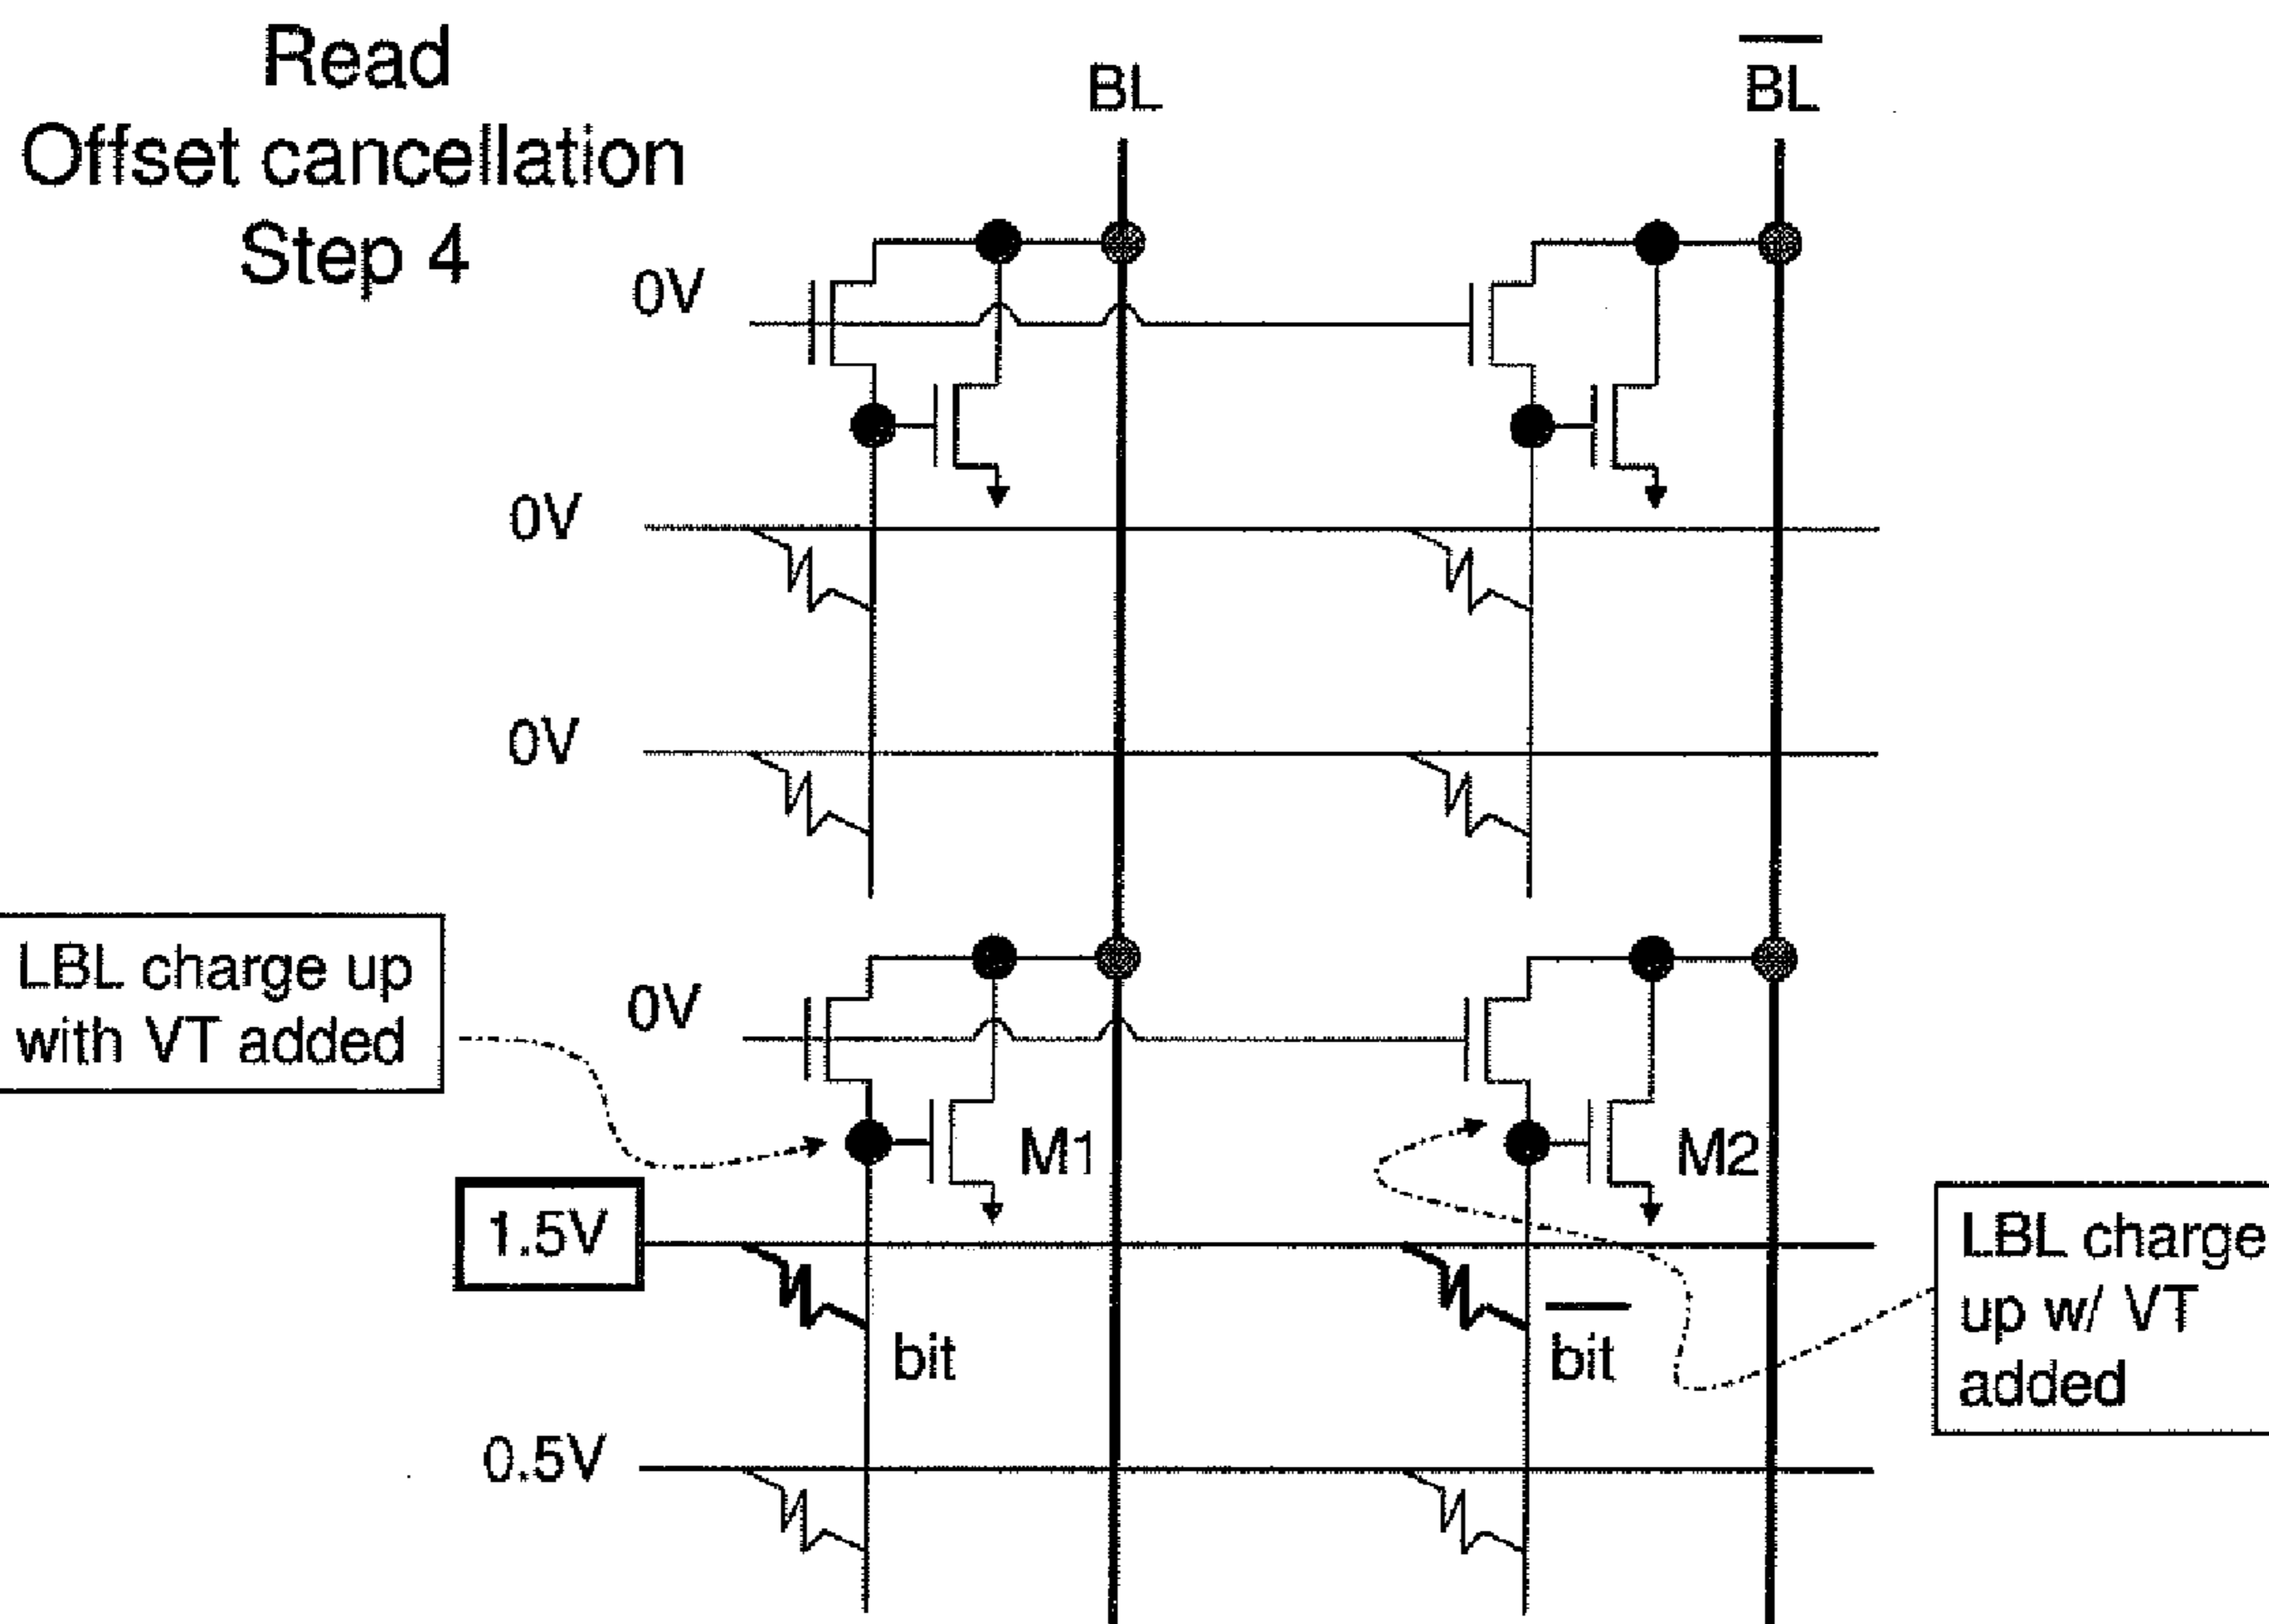 Read
Offset cancellation
Step 4
BL
BL
0V
0V
0V
LBL charge up
with VT added
0V
M1
M2
1.5V
LBL charge
up w/ VT
added
bit
bit
0.5V